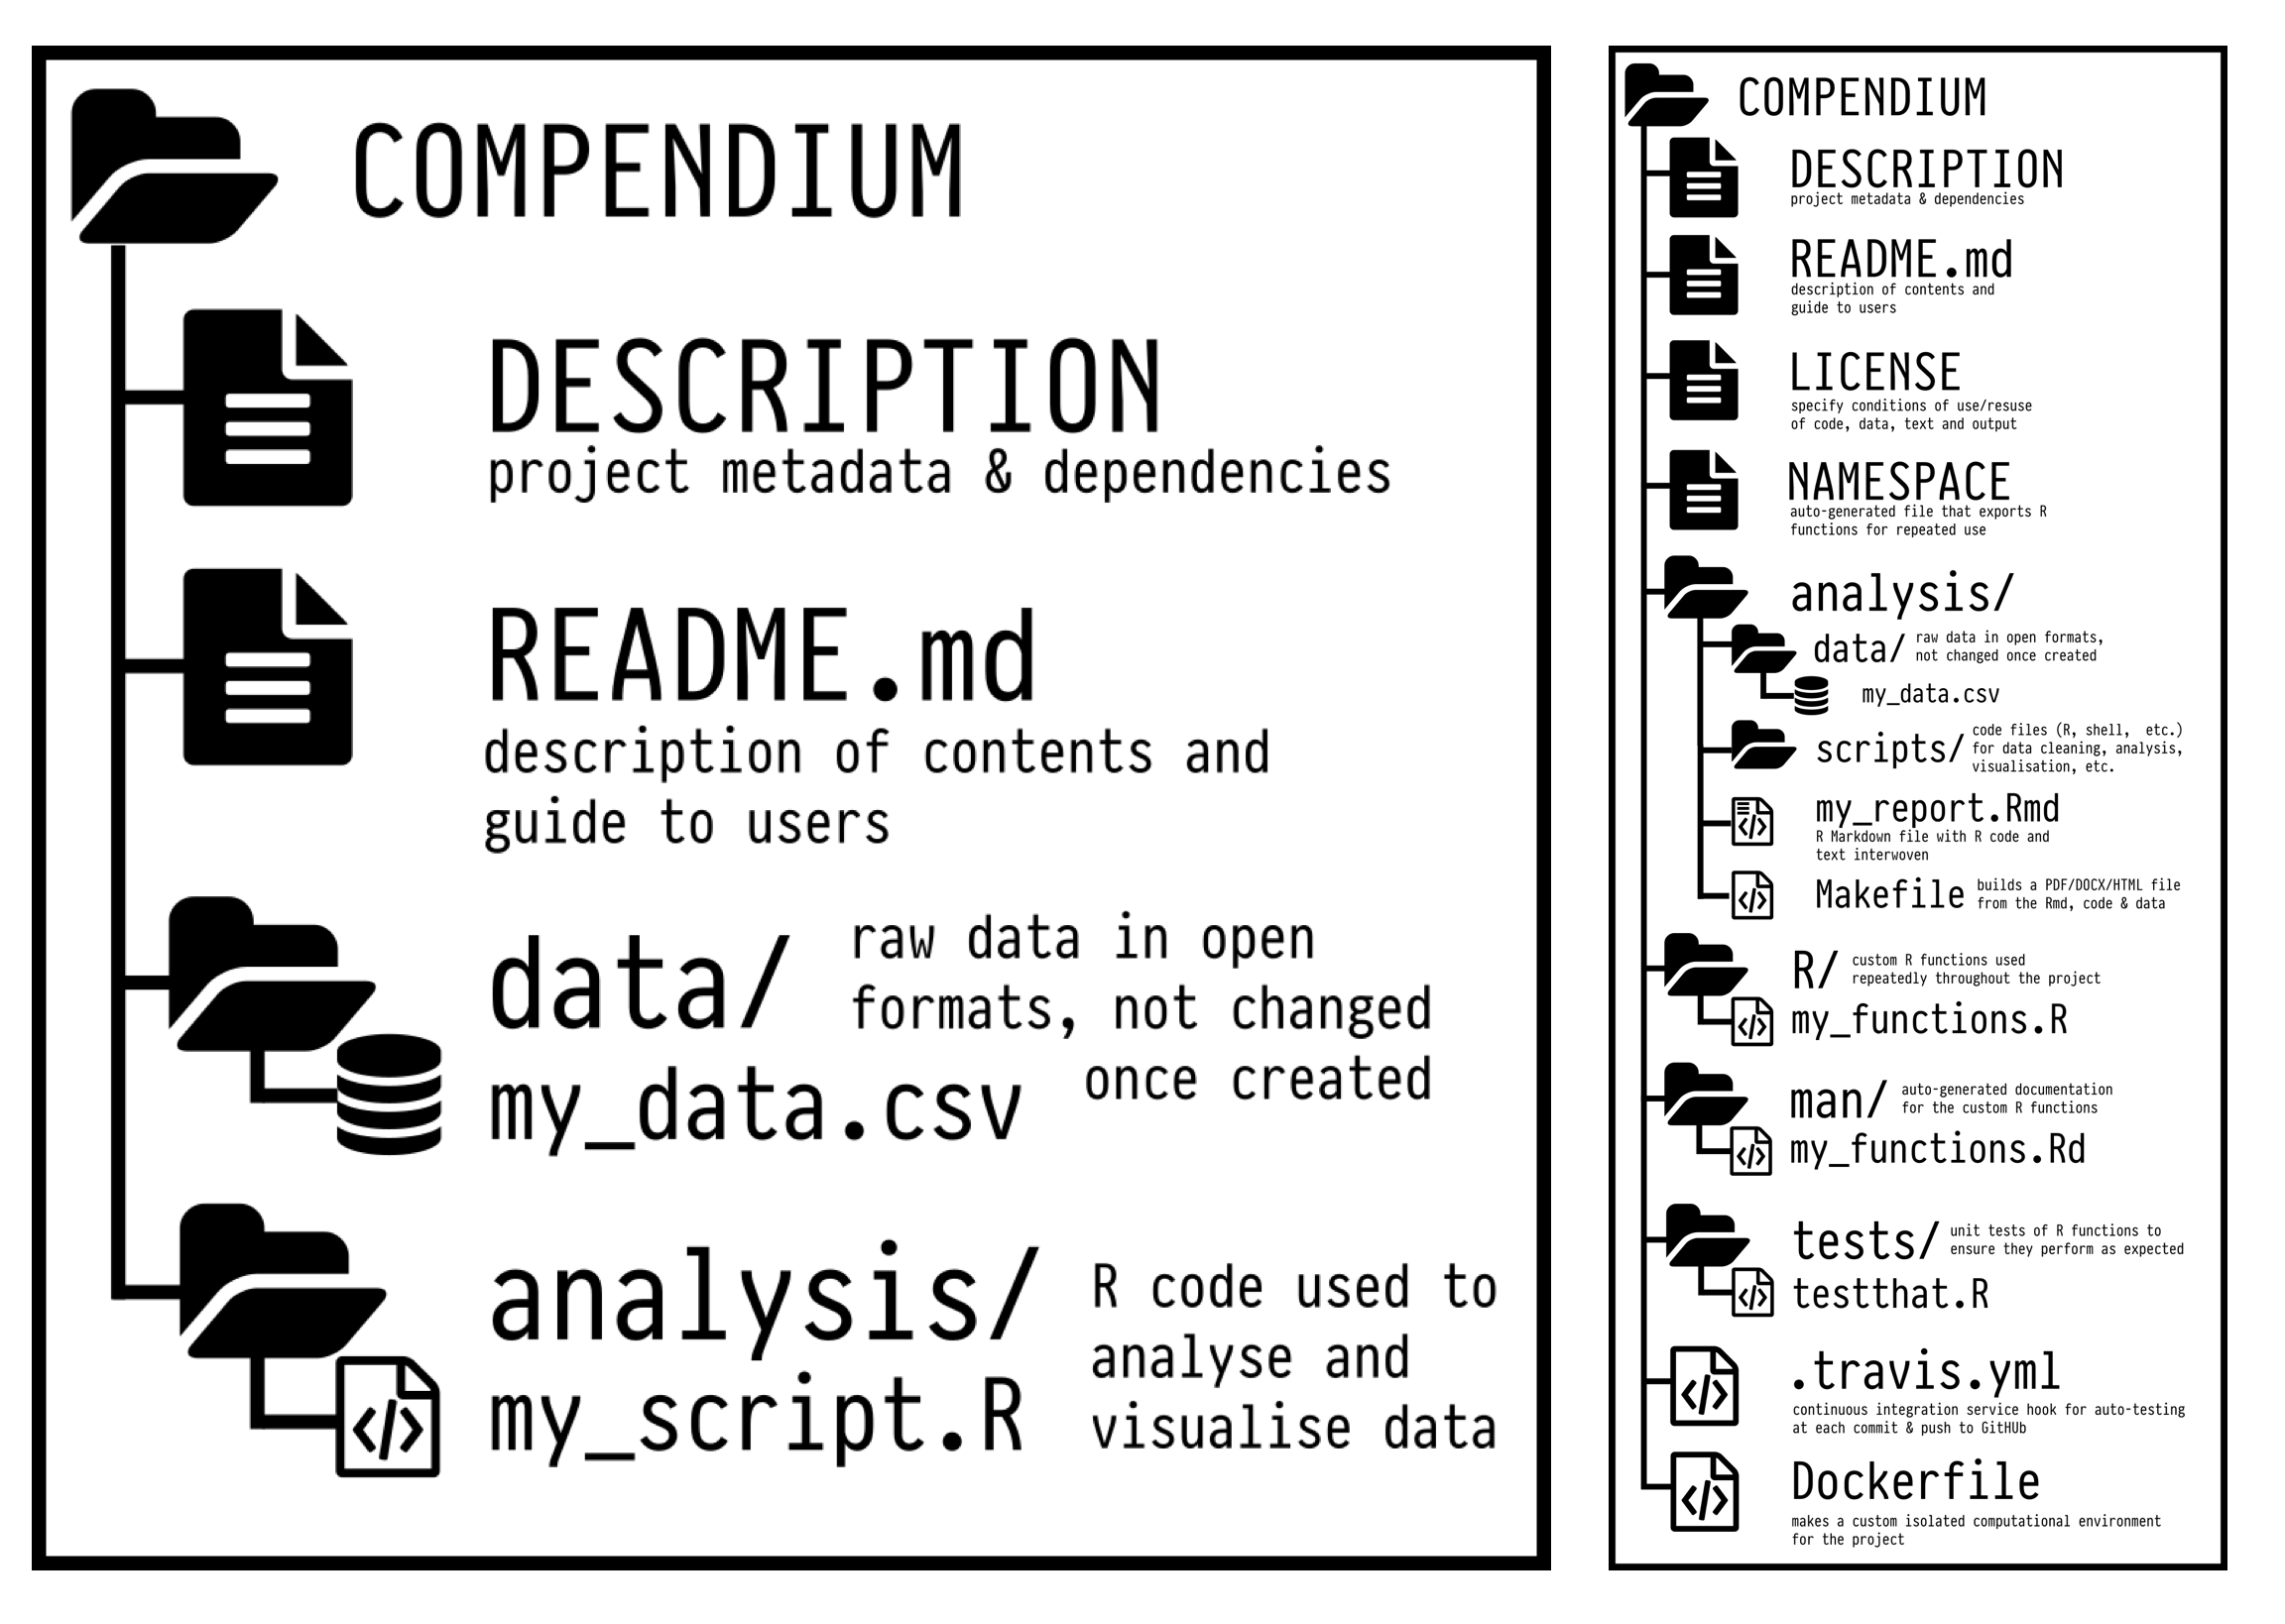 COMPENDIUM
DESCRIPTION
project metadata & dependencies
README.md
description of contents and
guide to users
data/
raw data in open
formats, not changed
once created
my_data.csv
analysis/
R code used to
analyse and
visualise data
my_script.R
COMPENDIUM
DESCRIPTION
project metadata & dependencies
README.md
description of contents and
guide to users
LICENSE
specify conditions of use/resuse
of code, data, text and output
NAMESPACE
auto-generated file that exports R
functions for repeated use
analysis/
data/
raw data in open formats,
not changed once created
my_data.csv
scripts/
code files (R, shell, etc.)
for data cleaning, analysis,
visualisation, etc.
my_report.Rmd
R Markdown file with R code and
text interwoven
Makefile
builds a PDF/DOCX/HTML file
from the Rmd, code & data
R/
custom R functions used
repeatedly throughout the project
my_functions.R
man/
auto-generated documentation
for the custom R functions
my_functions.Rd
tests/
unit tests of R functions to
ensure they perform as expected
testthat.R
.travis.yml
continuous integration service hook for auto-testing
at each commit & push to GitHUb
Dockerfile
makes a custom isolated computational environment
for the project